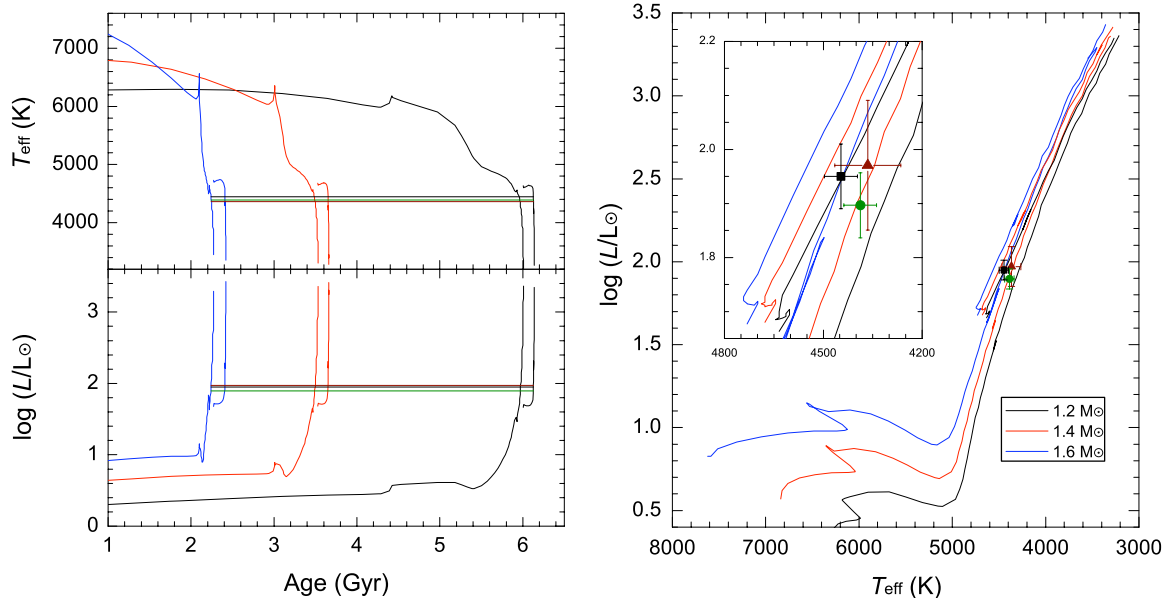 7000
6000
5000
4000
Teff (K)
3
2
1
0
log (L/L⊙)
1 2 3 4 5 6
Age (Gyr)
3.5
3.0
2.5
2.0
1.5
1.0
0.5
log (L/L⊙)
2.2
2.0
1.8
4800 4500 4200
1.2 M⊙
1.4 M⊙
1.6 M⊙
8000 7000 6000 5000 4000 3000
Teff (K)